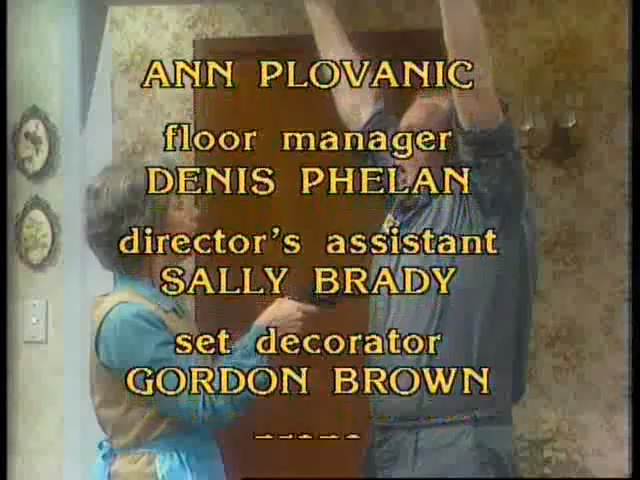 ANN PLOVANIC
floor manager
DENIS PHELAN
director's assistant
SALLY BRADY
set decorator
GORDON BROWN